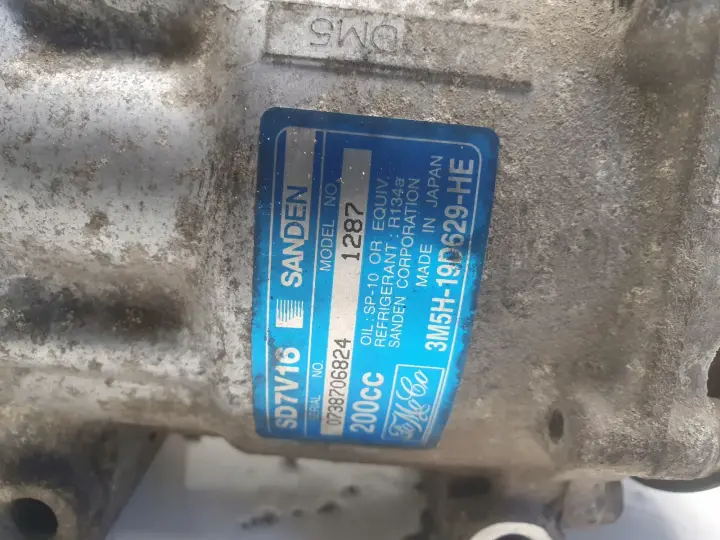 DM5
SD7V16 SANDEN
SERIAL NO. MODEL NO.
0738706824 1287
200CC OIL : SP-10 OR EQUIV.
REFRIGERANT : R134a
SANDEN CORPORATION
MADE IN JAPAN
FoMoCo 3M5H-19D629-HE